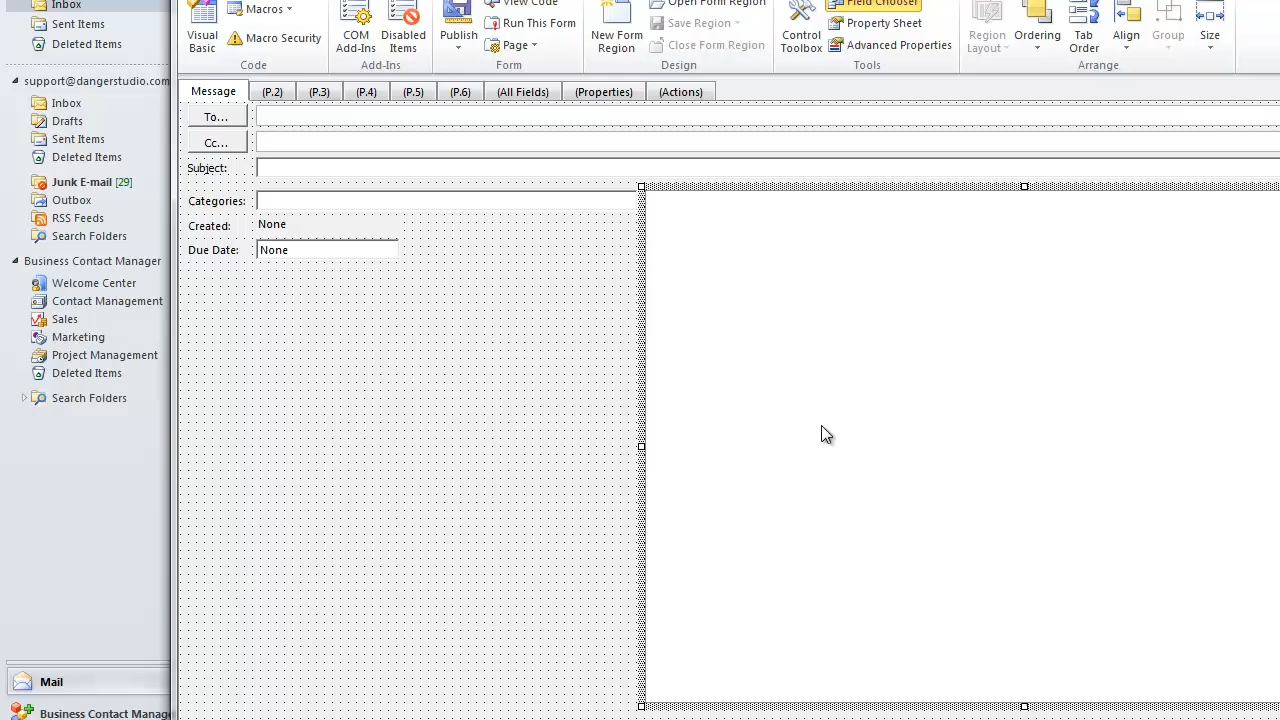 Inbox
Sent Items
Deleted Items
support@dangerstudio.com
Inbox
Drafts
Sent Items
Deleted Items
Junk E-mail [29]
Outbox
RSS Feeds
Search Folders
Business Contact Manager
Welcome Center
Contact Management
Sales
Marketing
Project Management
Deleted Items
Search Folders
Mail
Business Contact Manage
Visual Basic
Macros
Macro Security
Code
COM Add-Ins
Disabled Items
Add-Ins
Publish
View Code
Run This Form
Page
Form
New Form Region
Open Form Region
Save Region
Close Form Region
Design
Control Toolbox
Field Chooser
Property Sheet
Advanced Properties
Tools
Region Layout
Ordering
Tab Order
Align
Group
Size
Arrange
Message (P.2) (P.3) (P.4) (P.5) (P.6) (All Fields) (Properties) (Actions)
To...
Cc...
Subject:
Categories:
Created: None
Due Date: None